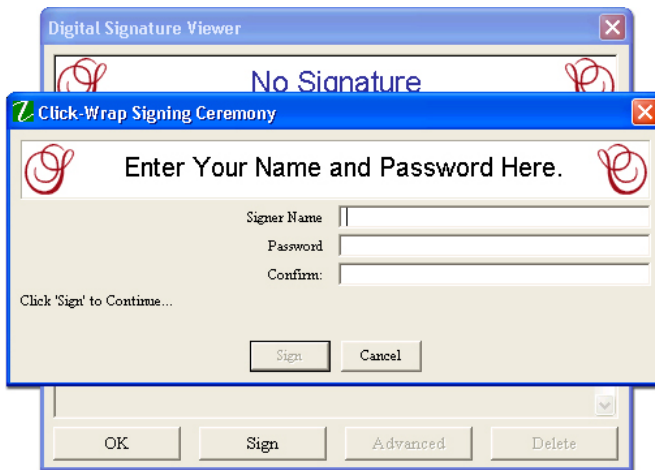 Digital Signature Viewer
No Signature
Click-Wrap Signing Ceremony
Enter Your Name and Password Here.
Signer Name
Password
Confirm:
Click 'Sign' to Continue...
Sign Cancel
OK Sign Advanced Delete